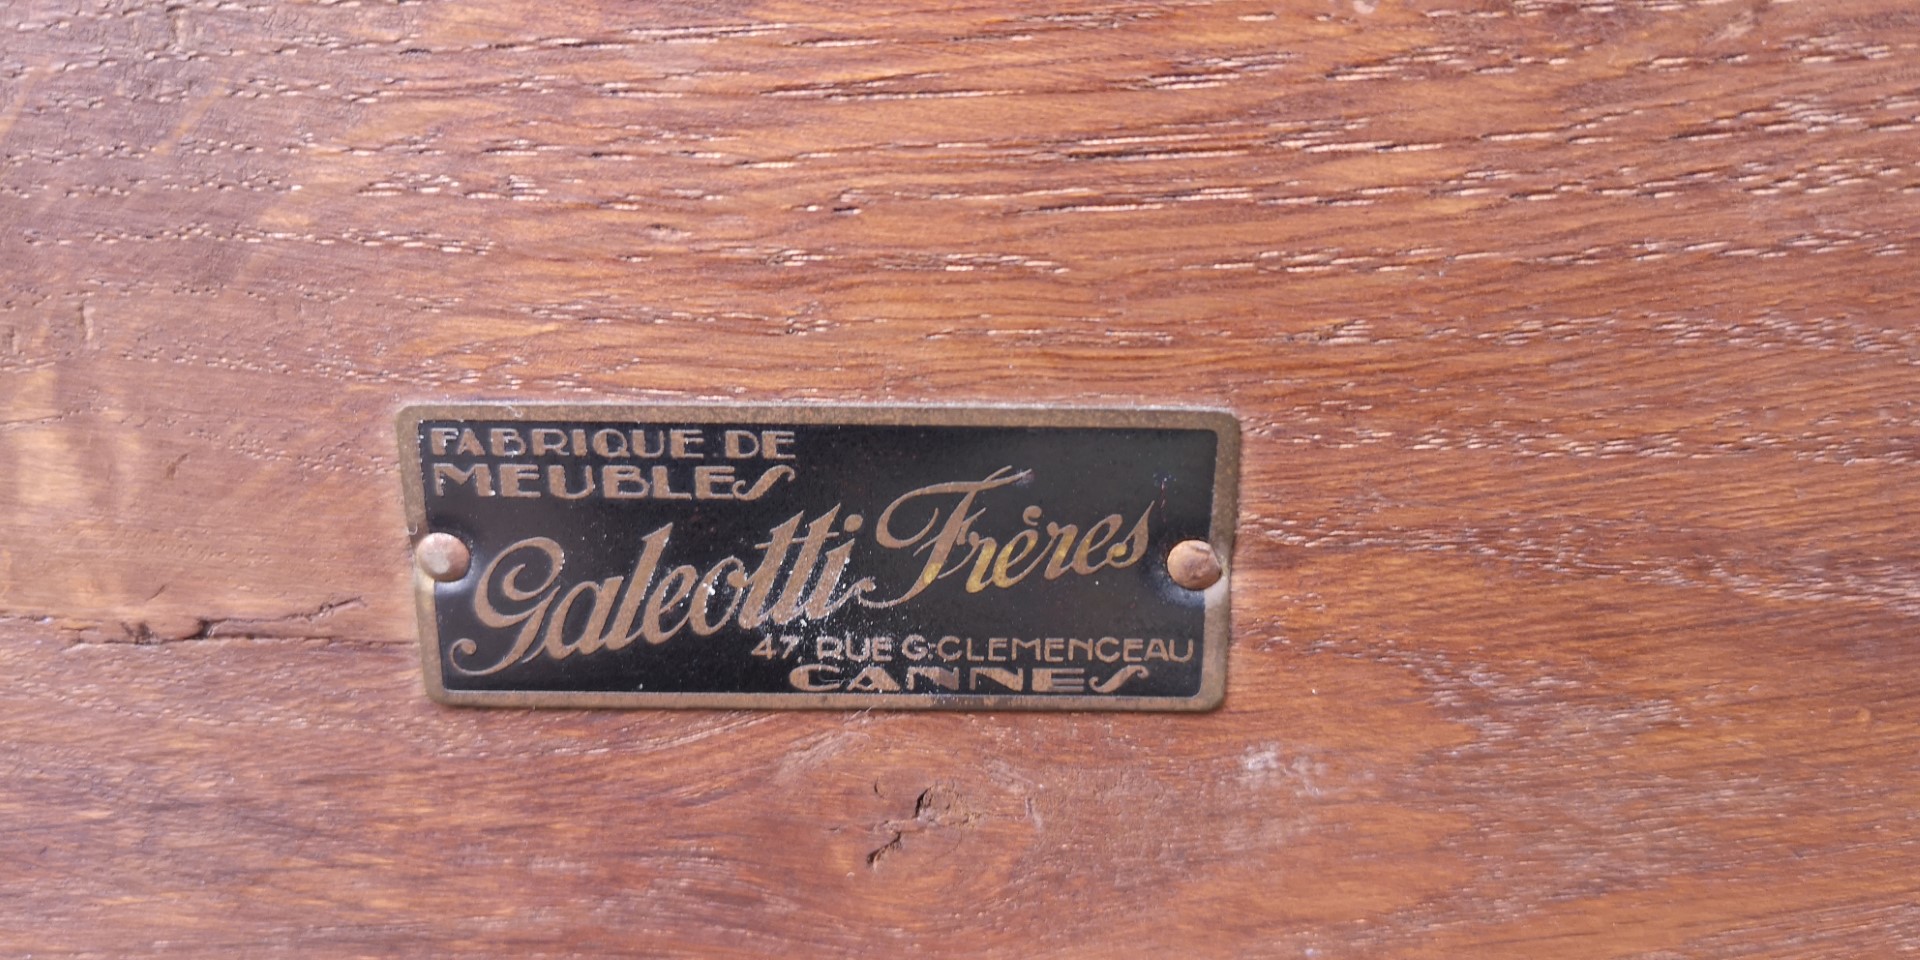 FABRIQUE DE
MEUBLES
Galeotti Frères
47, RUE G. CLEMENCEAU
CANNES